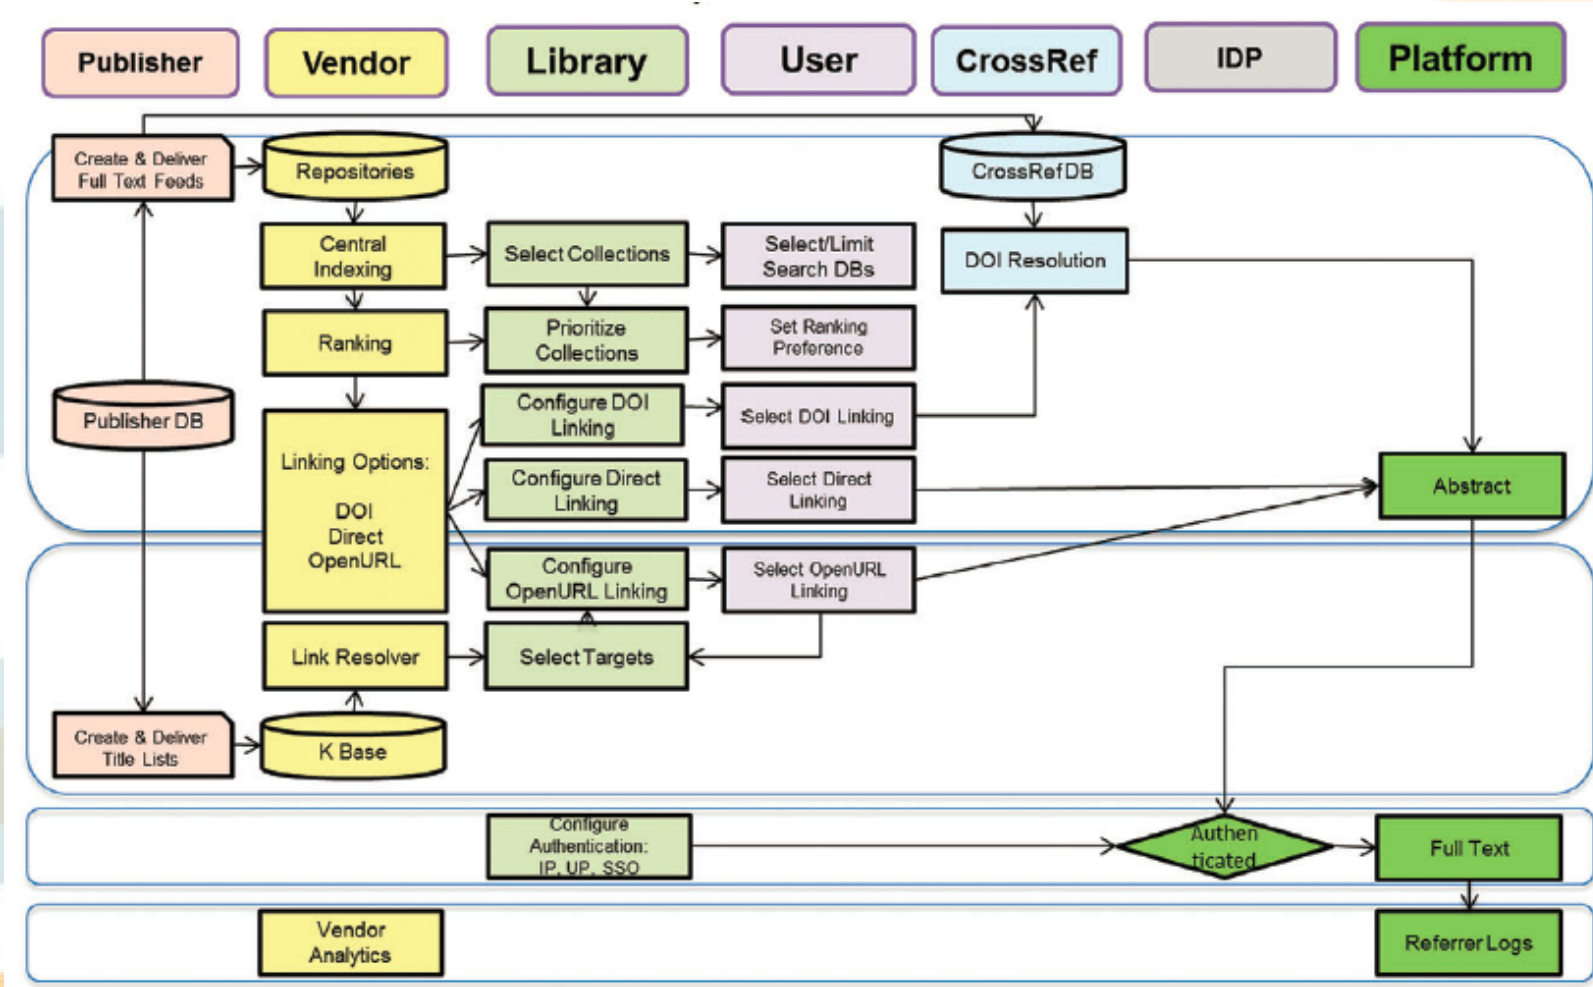 Publisher
Vendor
Library
User
CrossRef
IDP
Platform
Create & Deliver
Full Text Feeds
Repositories
CrossRefDB
Central
Indexing
Select Collections
Select/Limit
Search DBs
DOI Resolution
Ranking
Prioritize
Collections
Set Ranking
Preference
Publisher DB
Linking Options:
DOI
Direct
OpenURL
Configure DOI
Linking
Select DOI Linking
Configure Direct
Linking
Select Direct
Linking
Abstract
Configure
OpenURL Linking
Select OpenURL
Linking
Link Resolver
Select Targets
Create & Deliver
Title Lists
K Base
Configure
Authentication:
IP, UP, SSO
Authen
ticated
Full Text
Vendor
Analytics
Referrer Logs